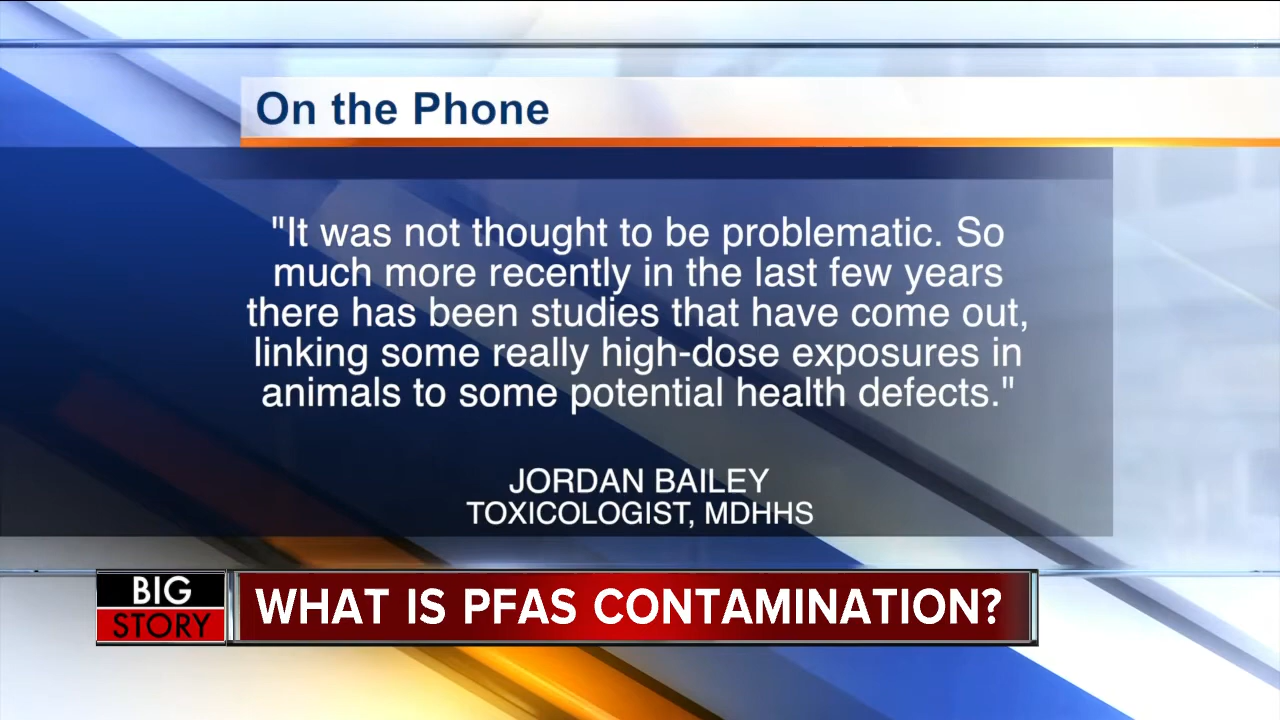 On the Phone
"It was not thought to be problematic. So
much more recently in the last few years
there has been studies that have come out,
linking some really high-dose exposures in
animals to some potential health defects."
JORDAN BAILEY
TOXICOLOGIST, MDHHS
BIG
STORY
WHAT IS PFAS CONTAMINATION?